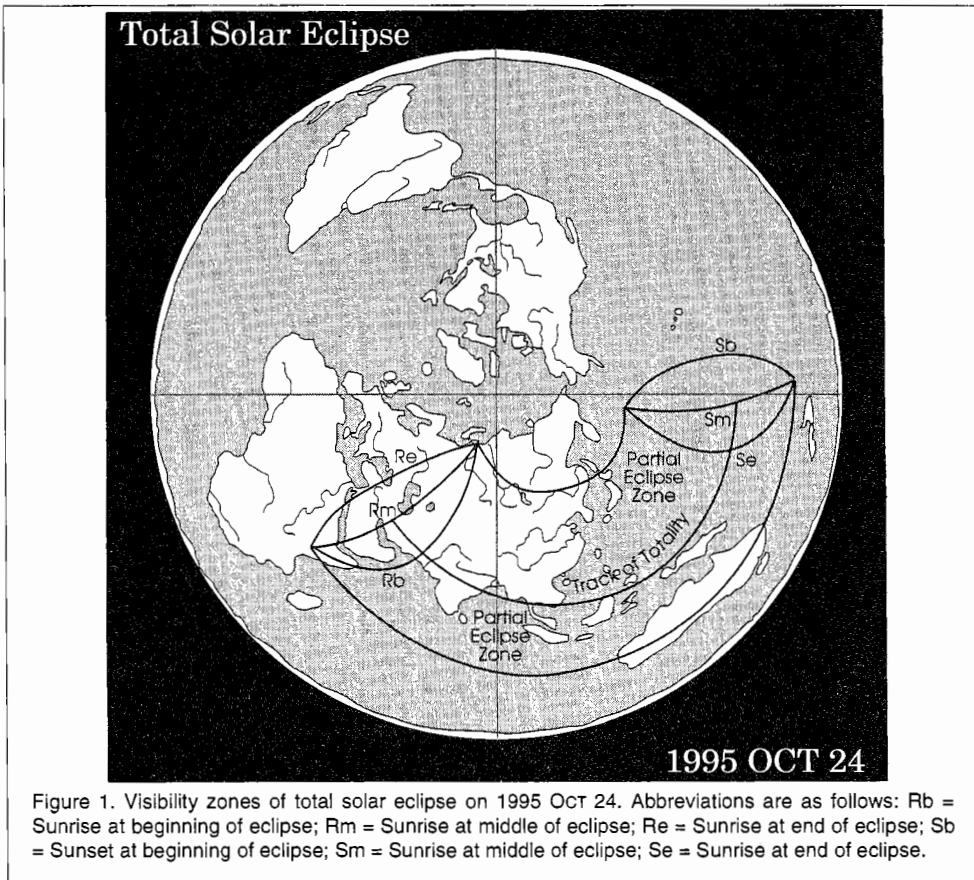 Total Solar Eclipse
Sb
Sm
Se
Partial
Eclipse
Zone
Re
Rm
Rb
Track of Totality
Partial
Eclipse
Zone
1995 OCT 24
Figure 1. Visibility zones of total solar eclipse on 1995 OCT 24. Abbreviations are as follows: Rb =
Sunrise at beginning of eclipse; Rm = Sunrise at middle of eclipse; Re = Sunrise at end of eclipse; Sb
= Sunset at beginning of eclipse; Sm = Sunrise at middle of eclipse; Se = Sunrise at end of eclipse.